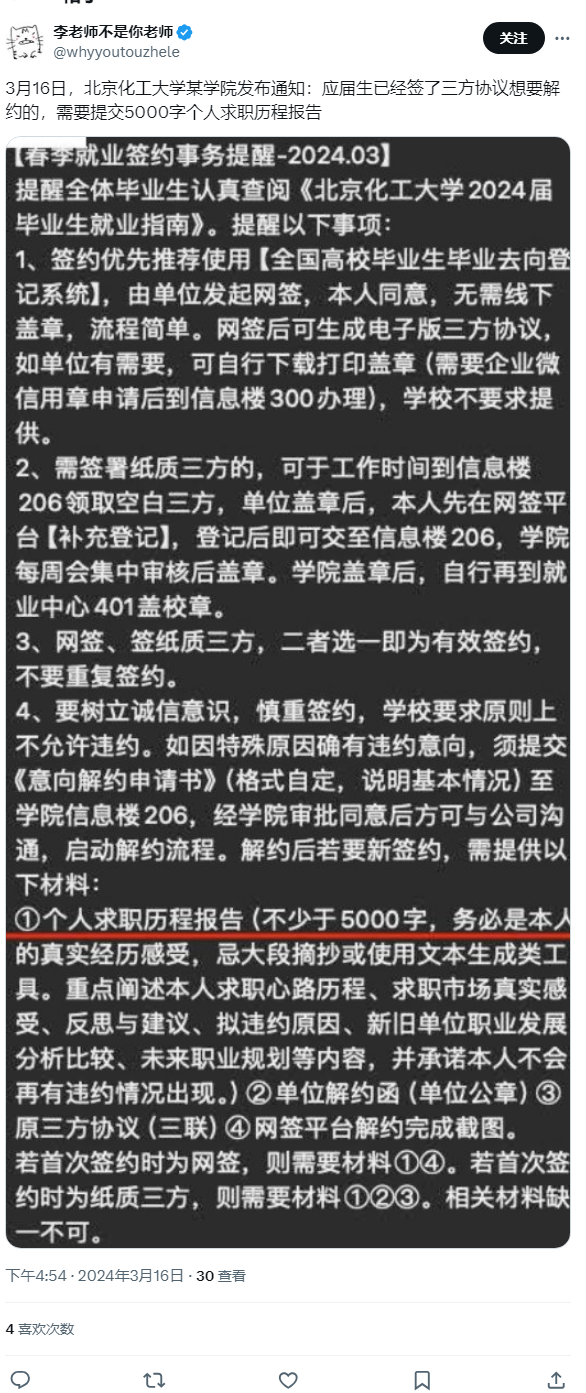 李老师不是你老师
@whyyoutouzhele
关注
3月16日，北京化工大学某学院发布通知：应届生已经签了三方协议想要解
约的，需要提交5000字个人求职历程报告
【春季就业签约事务提醒-2024.03】
提醒全体毕业生认真查阅《北京化工大学2024届
毕业生就业指南》。提醒以下事项：
1、签约优先推荐使用【全国高校毕业生毕业去向登
记系统】，由单位发起网签，本人同意，无需线下
盖章，流程简单。网签后可生成电子版三方协议，
如单位有需要，可自行下载打印盖章（需要企业微
信用章申请后到信息楼300办理），学校不要求提
供。
2、需签署纸质三方的，可于工作时间到信息楼
206领取空白三方，单位盖章后，本人先在网签平
台【补充登记】，登记后即可交至信息楼206，学院
每周会集中审核后盖章。学院盖章后，自行再到就
业中心401盖校章。
3、网签、签纸质三方，二者选一即为有效签约，
不要重复签约。
4、要树立诚信意识，慎重签约，学校要求原则上
不允许违约。如因特殊原因确有违约意向，须提交
《意向解约申请书》（格式自定，说明基本情况）至
学院信息楼206，经学院审批同意后方可与公司沟
通，启动解约流程。解约后若要新签约，需提供以
下材料：
①个人求职历程报告（不少于5000字，务必是本人
的真实经历感受，忌大段摘抄或使用文本生成类工
具。重点阐述本人求职心路历程、求职市场真实感
受、反思与建议、拟违约原因、新旧单位职业发展
分析比较、未来职业规划等内容，并承诺本人不会
再有违约情况出现。）②单位解约函（单位公章）③
原三方协议（三联）④网签平台解约完成截图。
若首次签约时为网签，则需要材料①④。若首次签
约时为纸质三方，则需要材料①②③。相关材料缺
一不可。
下午4:54 · 2024年3月16日 · 30 查看
4 喜欢次数